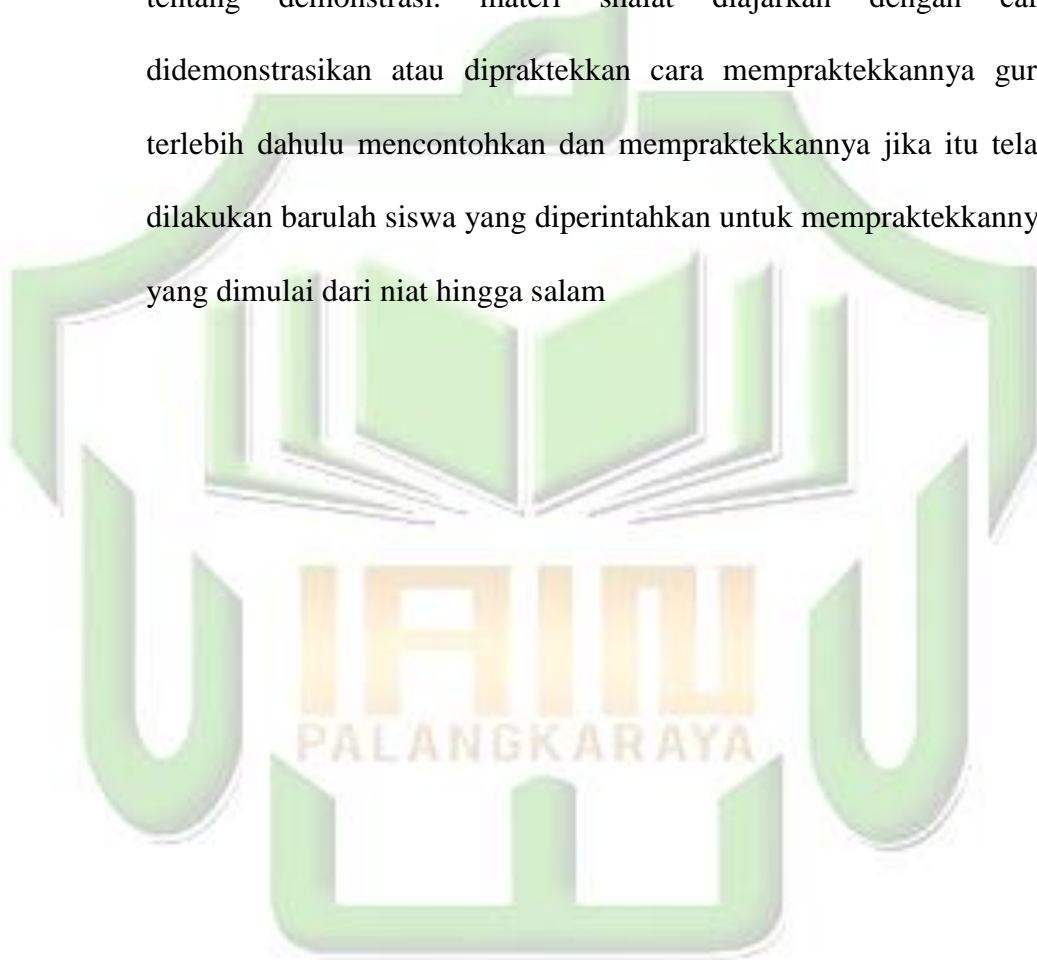 tentang demonstrasi. materi shalat diajarkan dengan
didemonstrasikan atau dipraktekkan cara mempraktekkannya
terlebih dahulu mencontohkan dan mempraktekkannya jika itu
dilakukan barulah siswa yang diperintahkan untuk
yang dimulai dari niat hingga salam
IAIN
PALANGKARAYA